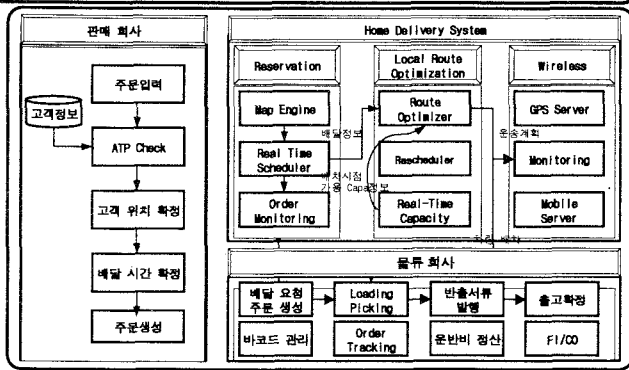 판매 회사
주문입력
고객정보
ATP Check
고객 위치 확정
배달 시간 확정
주문생성
Home Delivery System
Reservation
Local Route
Optimization
Wireless
Map Engine
Route
Optimizer
GPS Server
배달정보
운송계획
Real Time
Scheduler
Rescheduler
Monitoring
배차시점
가용 Capa정보
Order
Monitoring
Real-Time
Capacity
Mobile
Server
물류 회사
배달 요청
주문 생성
Loading
Picking
반출서류
발행
출고확정
바코드 관리
Order
Tracking
운반비 정산
FI/CO